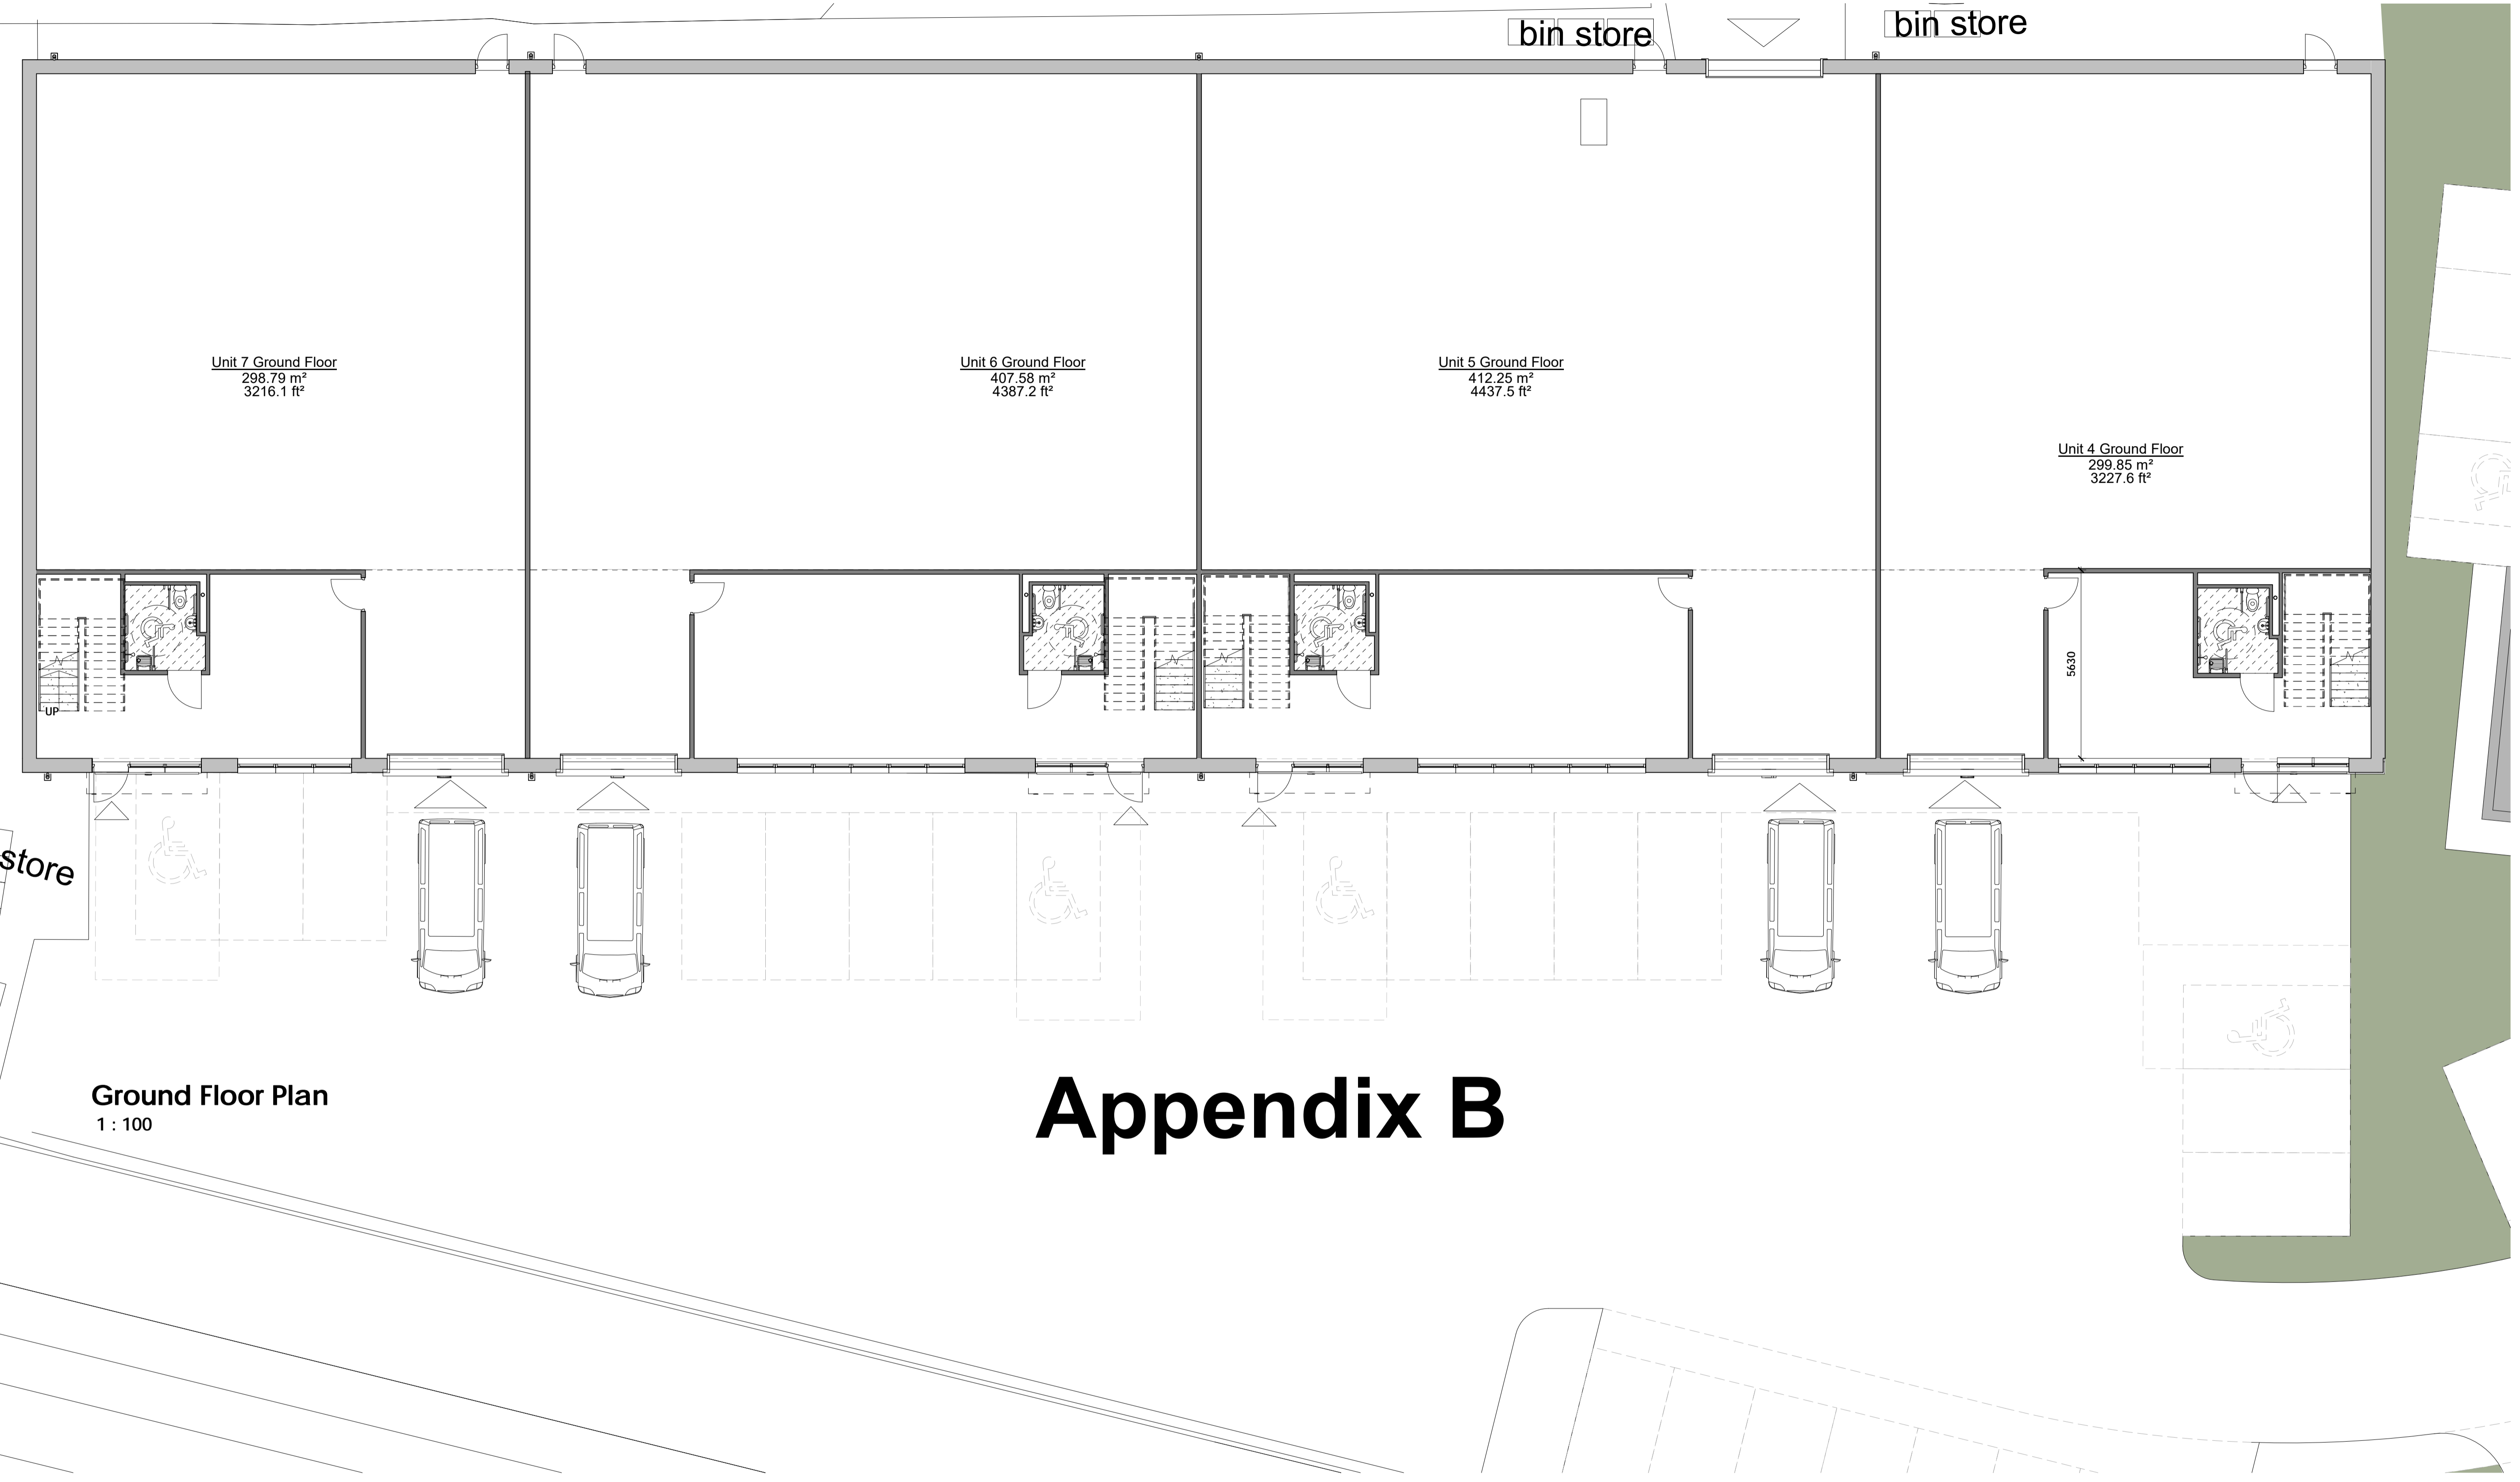 bin store
bin store
Unit 7 Ground Floor
298.79 m²
3216.1 ft²
Unit 6 Ground Floor
407.58 m²
4387.2 ft²
Unit 5 Ground Floor
412.25 m²
4437.5 ft²
Unit 4 Ground Floor
299.85 m²
3227.6 ft²
5630
UP
store
Ground Floor Plan
1 : 100
Appendix B